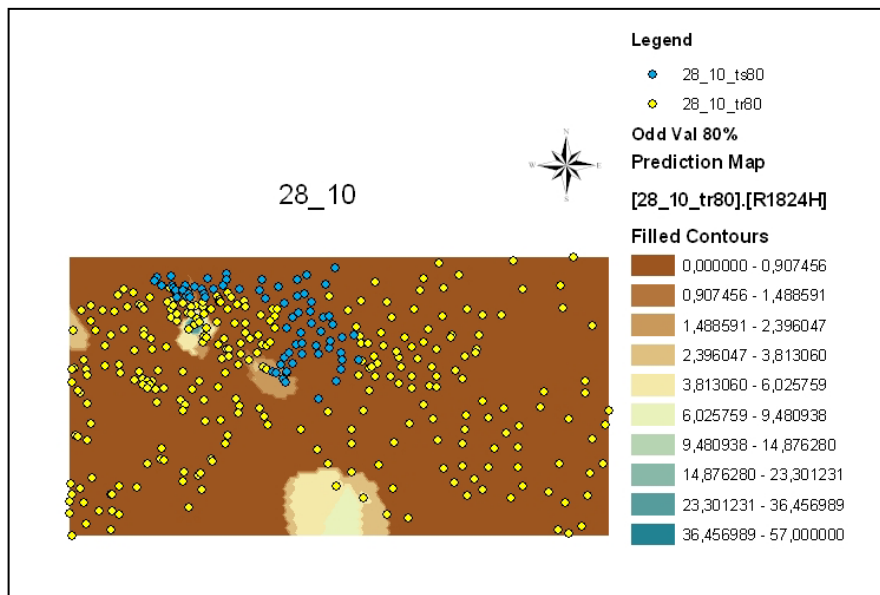 Legend
28_10_ts80
28_10_tr80
Odd Val 80%
Prediction Map
[28_10_tr80].[R1824H]
Filled Contours
0,000000 - 0,907456
0,907456 - 1,488591
1,488591 - 2,396047
2,396047 - 3,813060
3,813060 - 6,025759
6,025759 - 9,480938
9,480938 - 14,876280
14,876280 - 23,301231
23,301231 - 36,456989
36,456989 - 57,000000
28_10
N
W
E
S